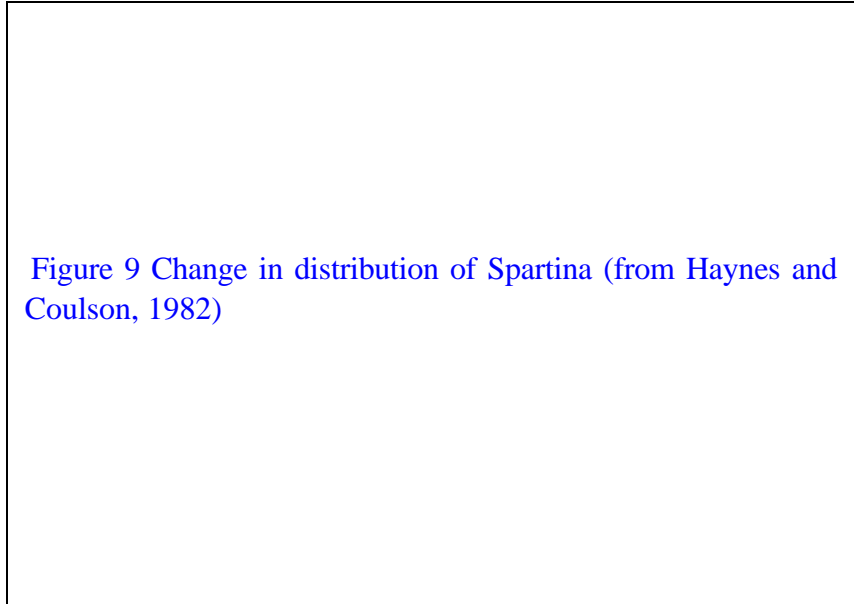 Figure 9 Change in distribution of Spartina (from Haynes and
Coulson, 1982)